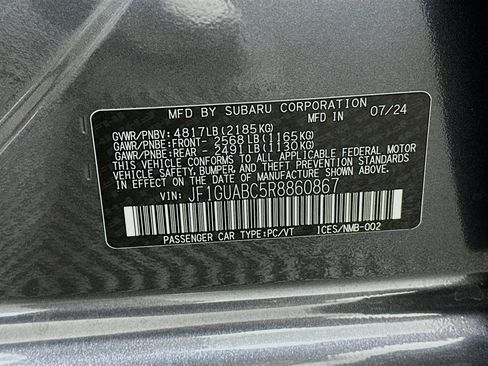 MFD BY SUBARU CORPORATION
MFD IN 07/24
GVWR/PNBV: 4817LB (2185KG)
GAWR/PNBE: FRONT- 2568LB (1165KG)
GAWR/PNBE: REAR - 2491LB (1130KG)
THIS VEHICLE CONFORMS TO ALL APPLICABLE FEDERAL MOTOR
VEHICLE SAFETY, BUMPER, AND THEFT PREVENTION STANDARDS
IN EFFECT ON THE DATE OF MANUFACTURE SHOWN ABOVE.
VIN: JF1GUABC5R8860867
PASSENGER CAR TYPE:PC/VT ICES/NMB-002